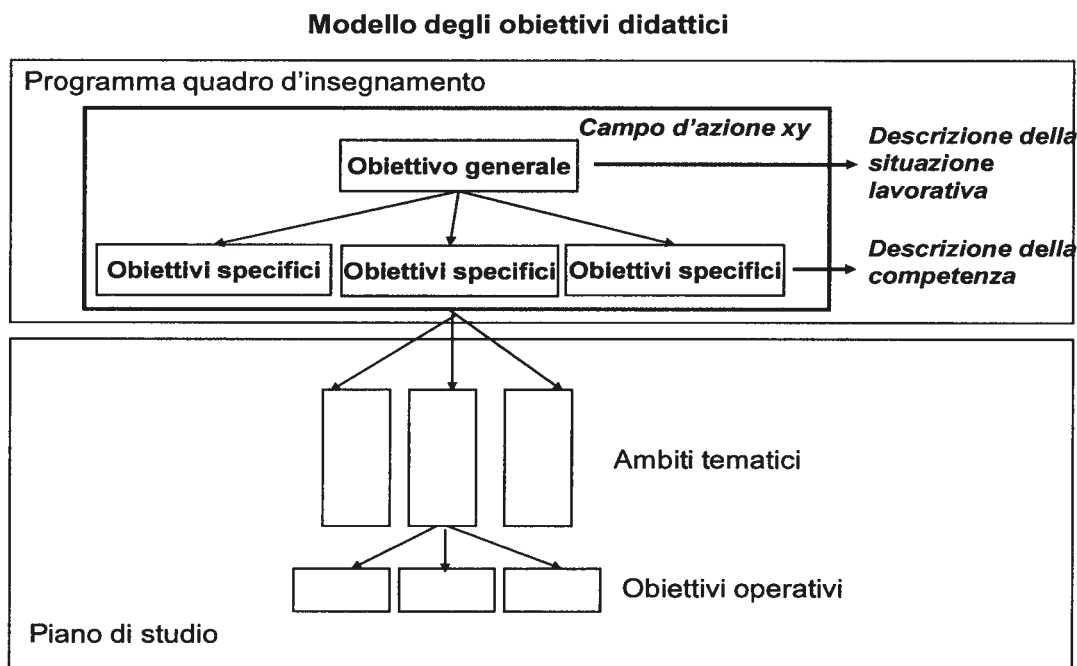 Modello degli obiettivi didattici
Programma quadro d'insegnamento
Campo d'azione xy
Obiettivo generale
Descrizione della
situazione
lavorativa
Obiettivi specifici
Obiettivi specifici
Obiettivi specifici
Descrizione della
competenza
Ambiti tematici
Obiettivi operativi
Piano di studio